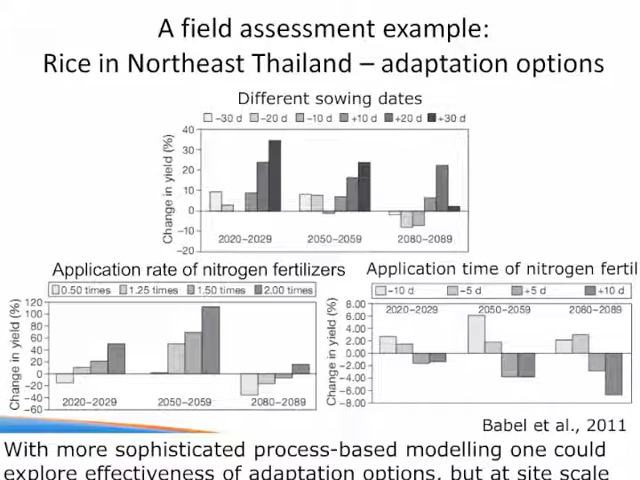 A field assessment example:
Rice in Northeast Thailand – adaptation options
Different sowing dates
−30 d −20 d −10 d +10 d +20 d +30 d
Change in yield (%)
40
30
20
10
0
−10
−20
2020−2029 2050−2059 2080−2089
Application rate of nitrogen fertilizers
0.50 times 1.25 times 1.50 times 2.00 times
Change in yield (%)
120
100
80
60
40
20
0
−20
−40
−60
2020−2029 2050−2059 2080−2089
Application time of nitrogen fertil
−10 d −5 d +5 d +10 d
Change in yield (%)
8.00
6.00
4.00
2.00
0.00
−2.00
−4.00
−6.00
−8.00
2020−2029 2050−2059 2080−2089
Babel et al., 2011
With more sophisticated process-based modelling one could
explore effectiveness of adaptation options, but at site scale